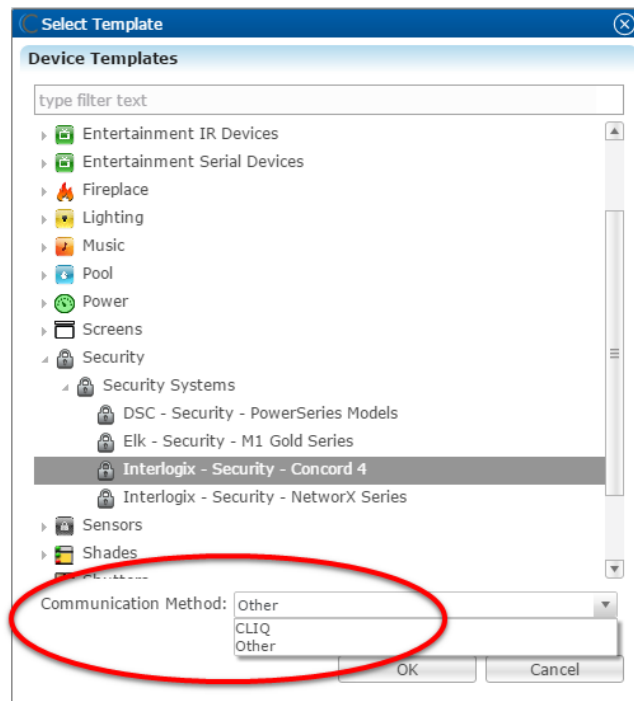 Select Template
Device Templates
type filter text
Entertainment IR Devices
Entertainment Serial Devices
Fireplace
Lighting
Music
Pool
Power
Screens
Security
Security Systems
DSC - Security - PowerSeries Models
Elk - Security - M1 Gold Series
Interlogix - Security - Concord 4
Interlogix - Security - NetworX Series
Sensors
Shades
Communication Method: Other
CLIQ
Other
OK Cancel